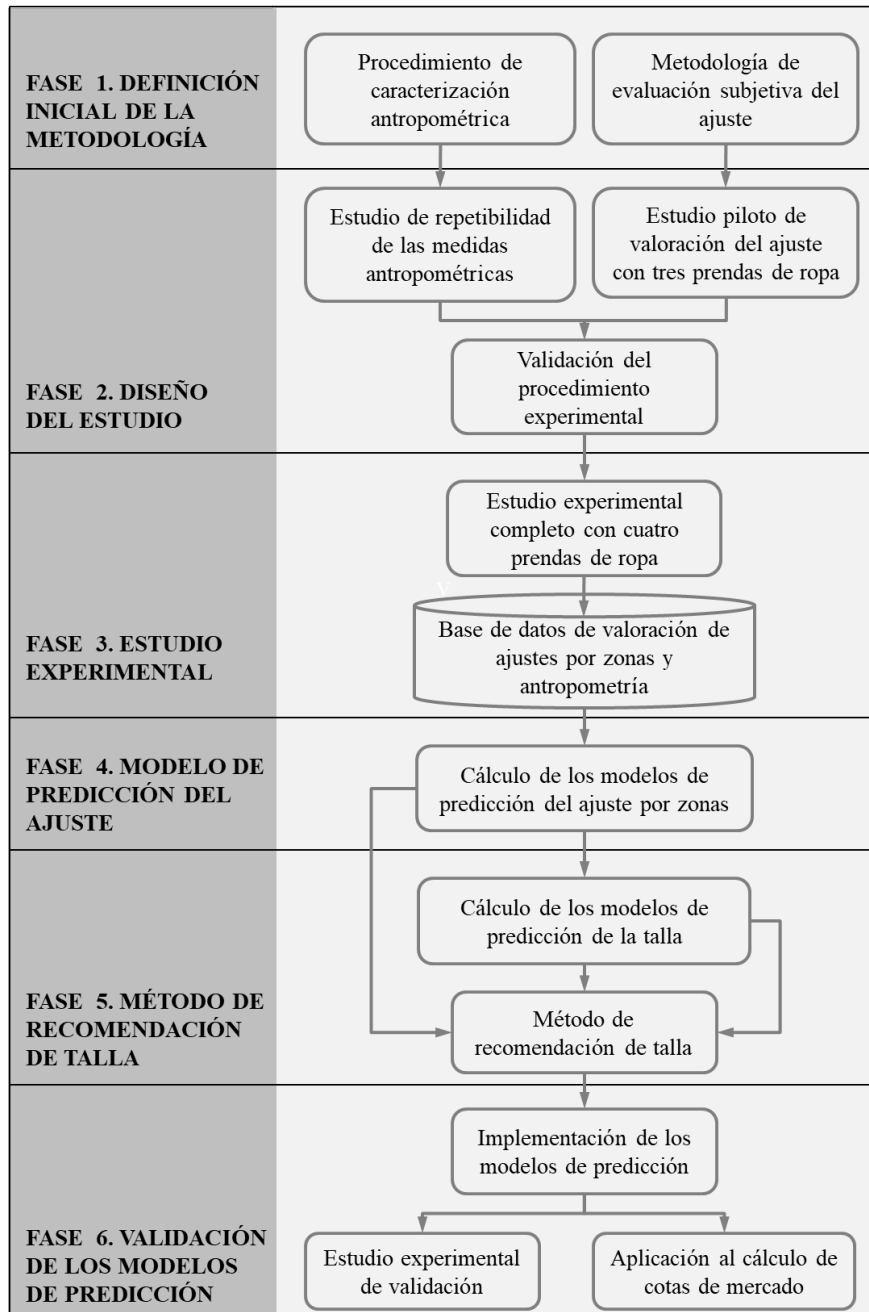 FASE 1. DEFINICIÓN
INICIAL DE LA
METODOLOGÍA
Procedimiento de
caracterización
antropométrica
Metodología de
evaluación subjetiva del
ajuste
Estudio de repetibilidad
de las medidas
antropométricas
Estudio piloto de
valoración del ajuste
con tres prendas de ropa
FASE 2. DISEÑO
DEL ESTUDIO
Validación del
procedimiento
experimental
Estudio experimental
completo con cuatro
prendas de ropa
V
FASE 3. ESTUDIO
EXPERIMENTAL
Base de datos de valoración de
ajustes por zonas y
antropometría
FASE 4. MODELO DE
PREDICCIÓN DEL
AJUSTE
Cálculo de los modelos de
predicción del ajuste por zonas
Cálculo de los modelos de
predicción de la talla
FASE 5. MÉTODO DE
RECOMENDACIÓN
DE TALLA
Método de
recomendación de talla
Implementación de los
modelos de predicción
FASE 6. VALIDACIÓN
DE LOS MODELOS
DE PREDICCIÓN
Estudio experimental
de validación
Aplicación al cálculo de
cotas de mercado